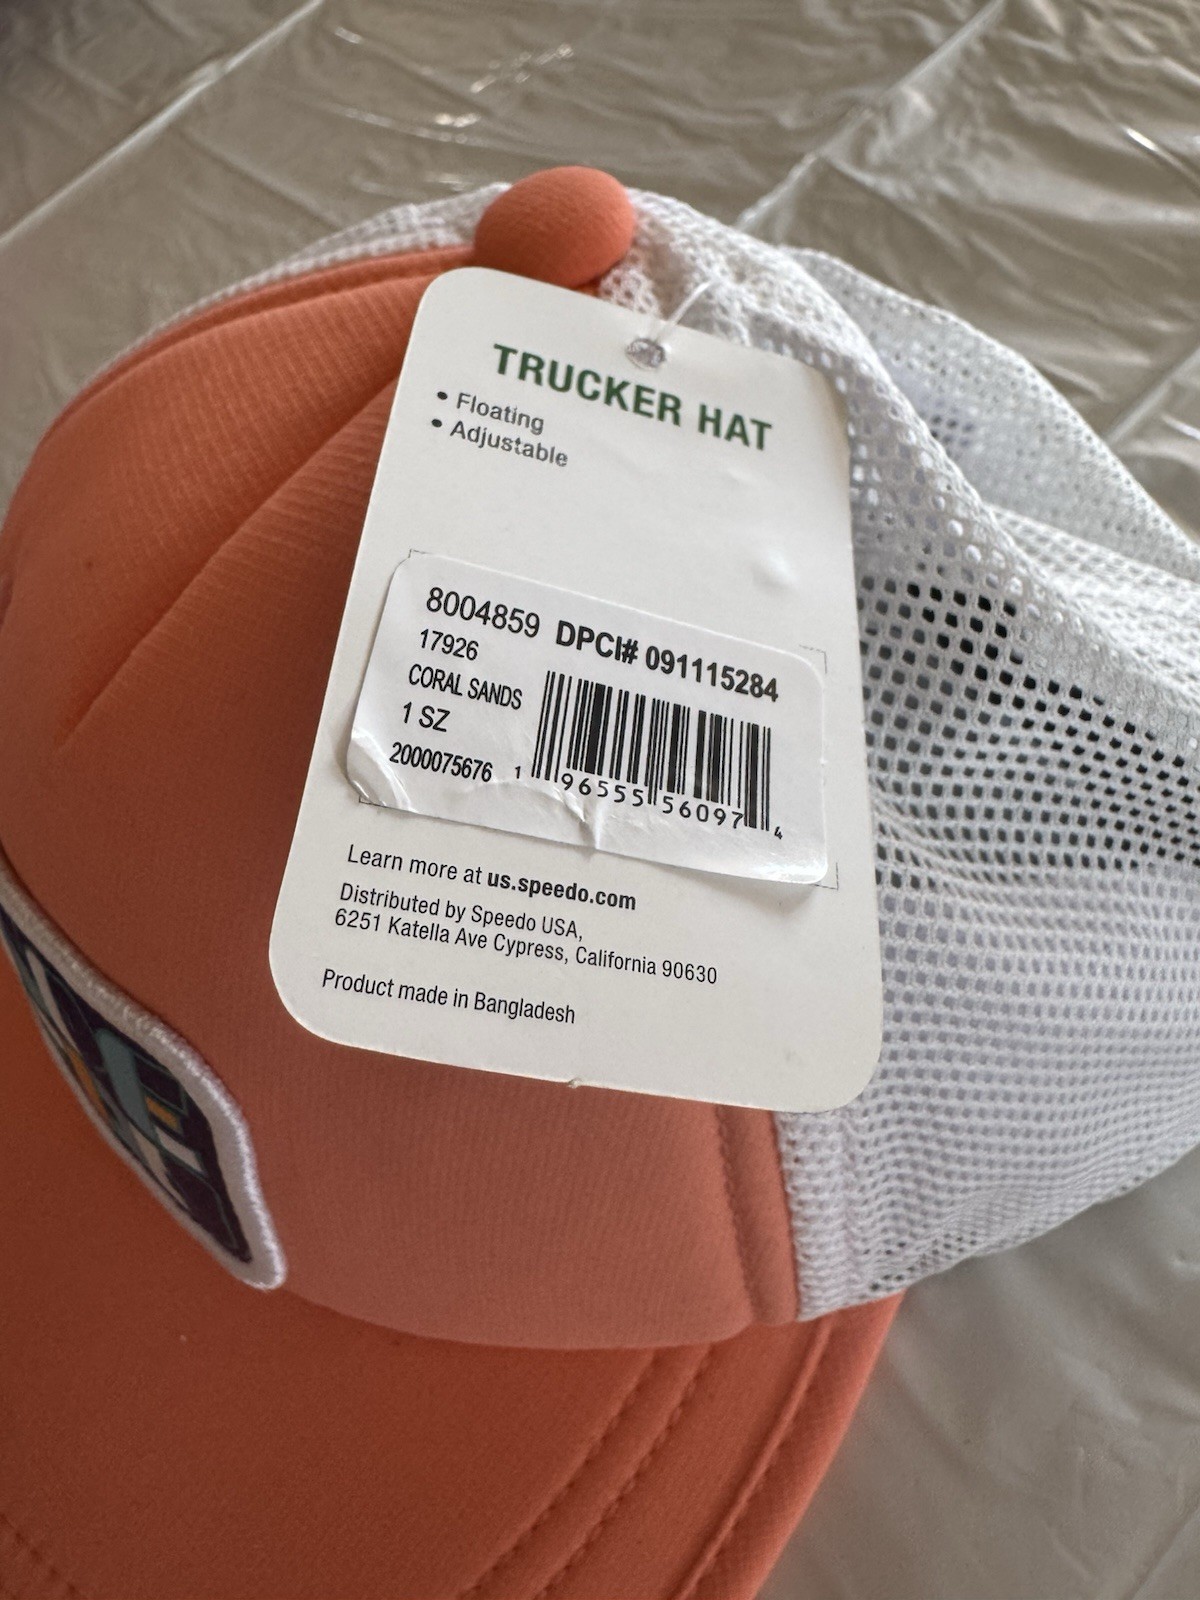 TRUCKER HAT
• Floating
• Adjustable
8004859 DPCI# 091115284
17926
CORAL SANDS
1 SZ
2000075676
1 96555 56097 4
Learn more at us.speedo.com
Distributed by Speedo USA,
6251 Katella Ave Cypress, California 90630
Product made in Bangladesh